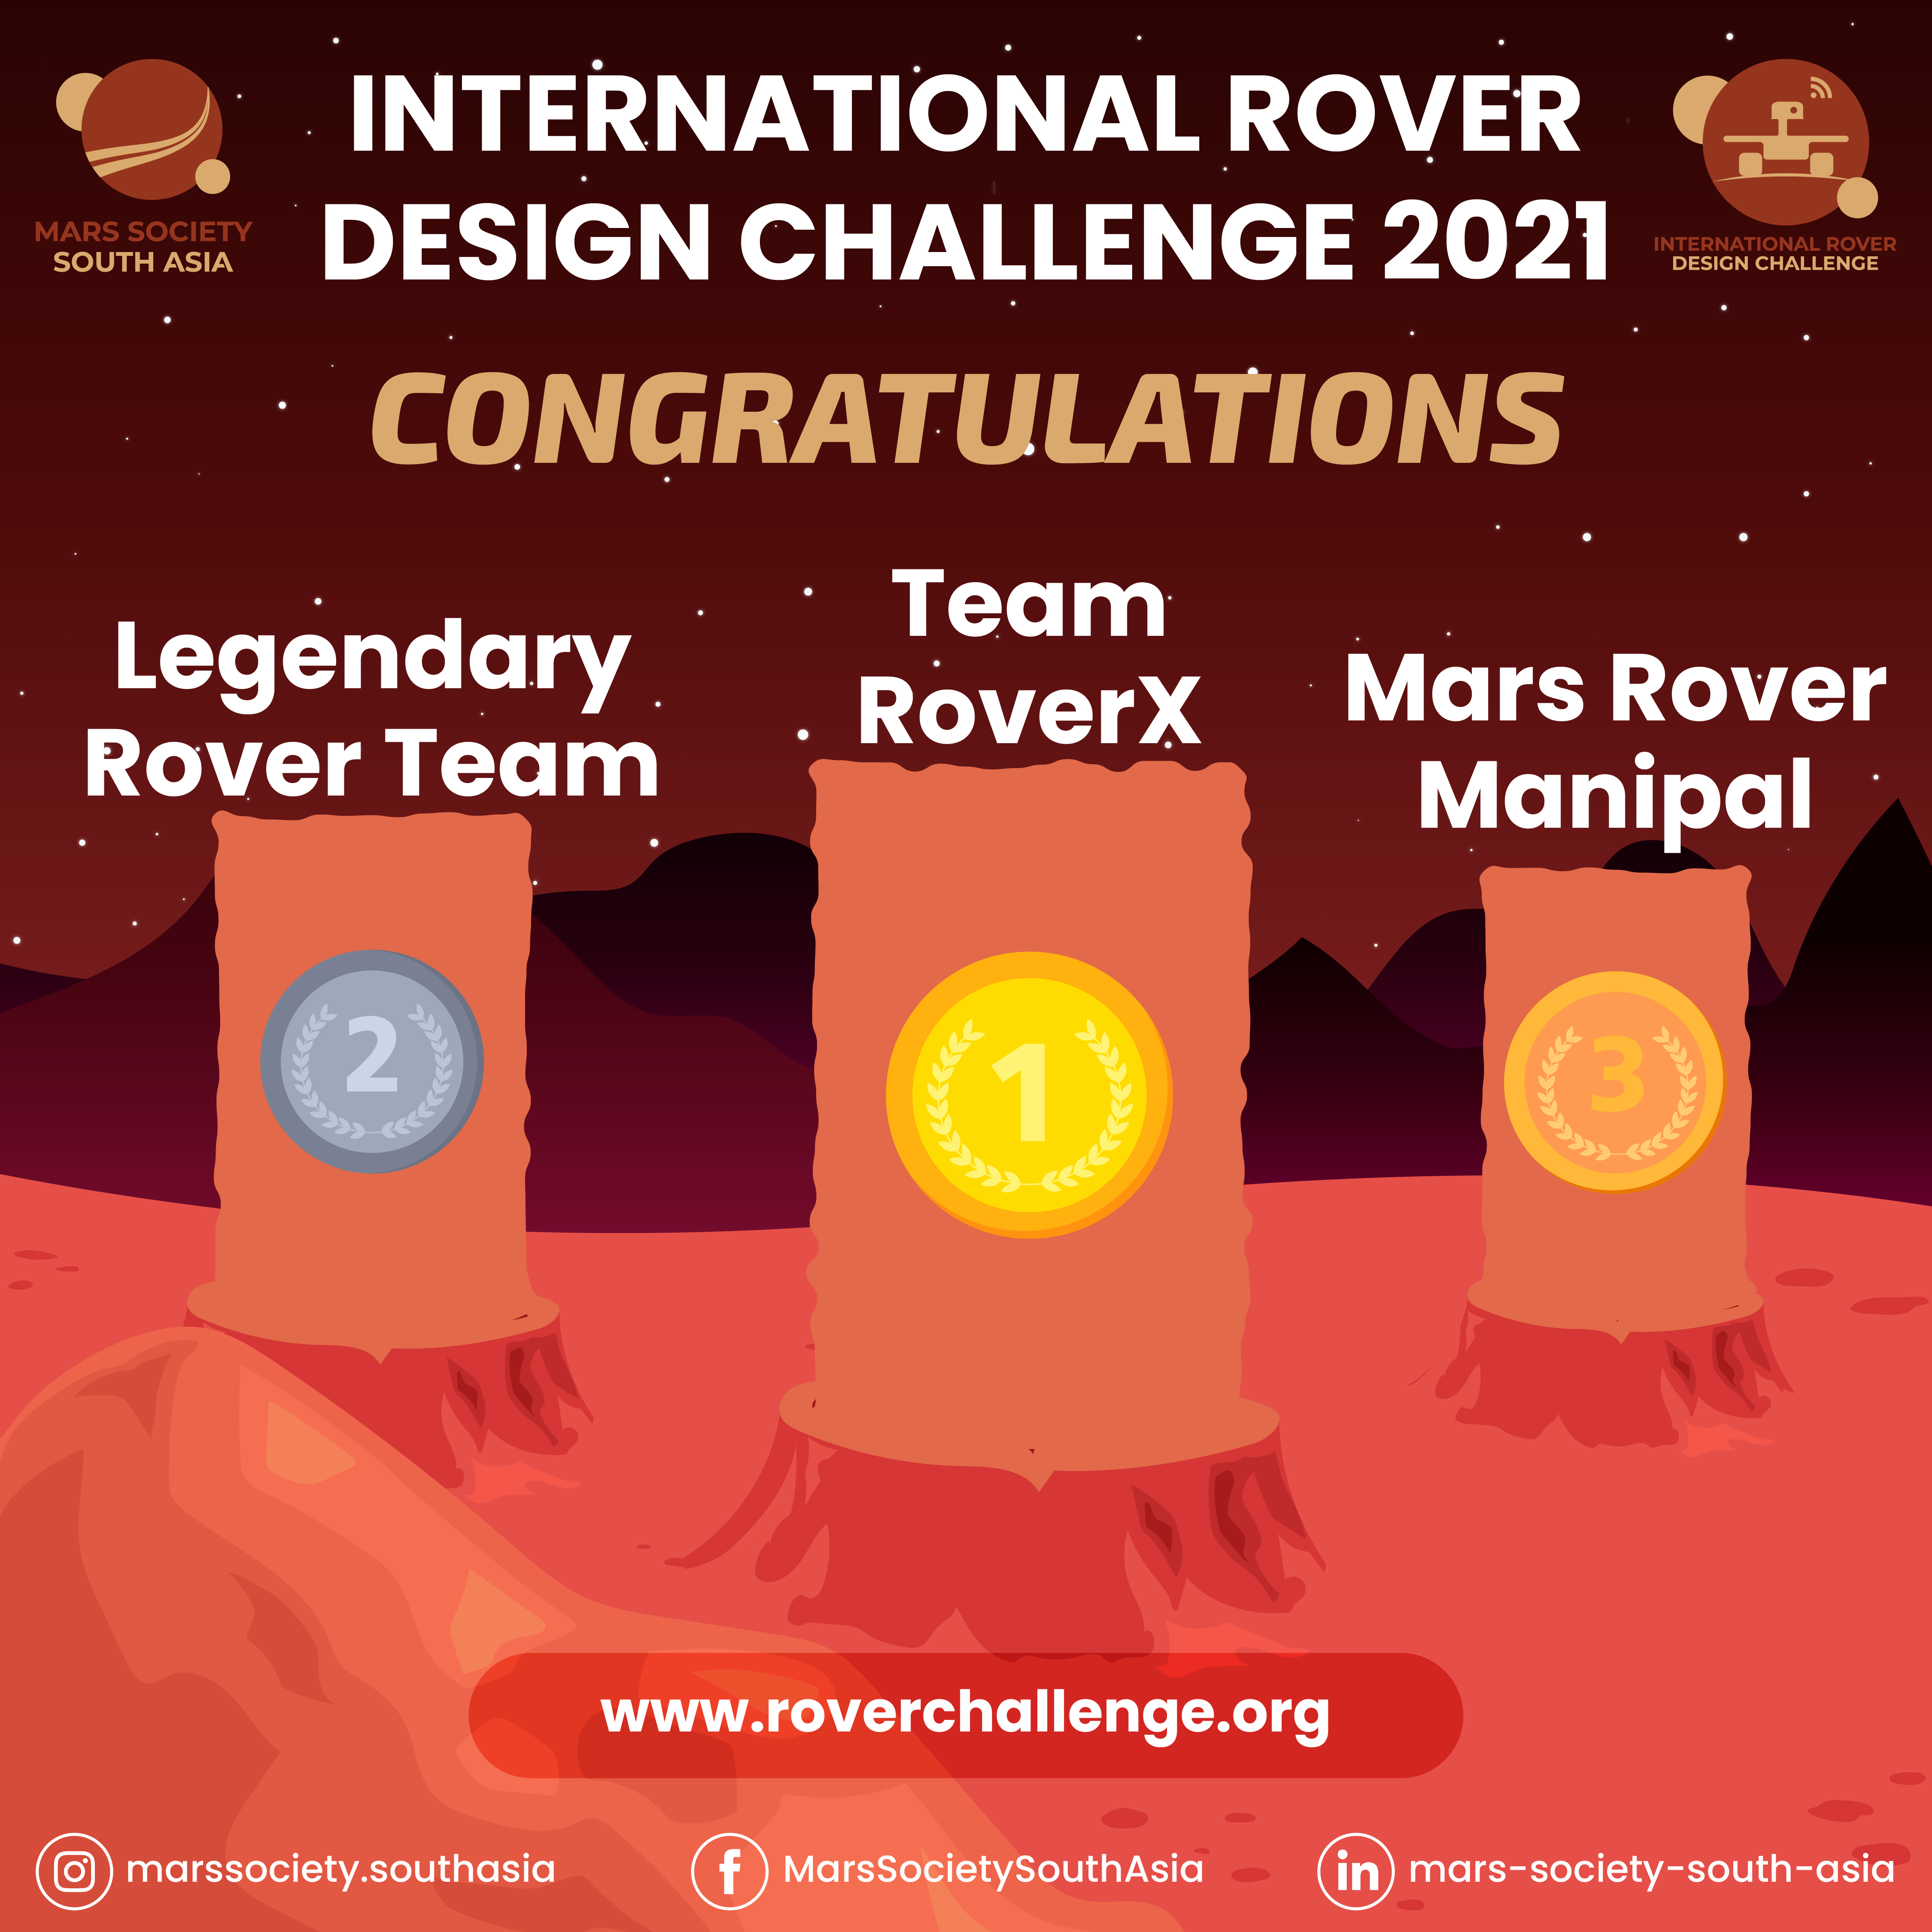 MARS SOCIETY
SOUTH ASIA
INTERNATIONAL ROVER
DESIGN CHALLENGE 2021
INTERNATIONAL ROVER
DESIGN CHALLENGE
CONGRATULATIONS
Legendary
Rover Team
Team
RoverX
Mars Rover
Manipal
2
1
3
www.roverchallenge.org
marssociety.southasia
MarsSocietySouthAsia
mars-society-south-asia